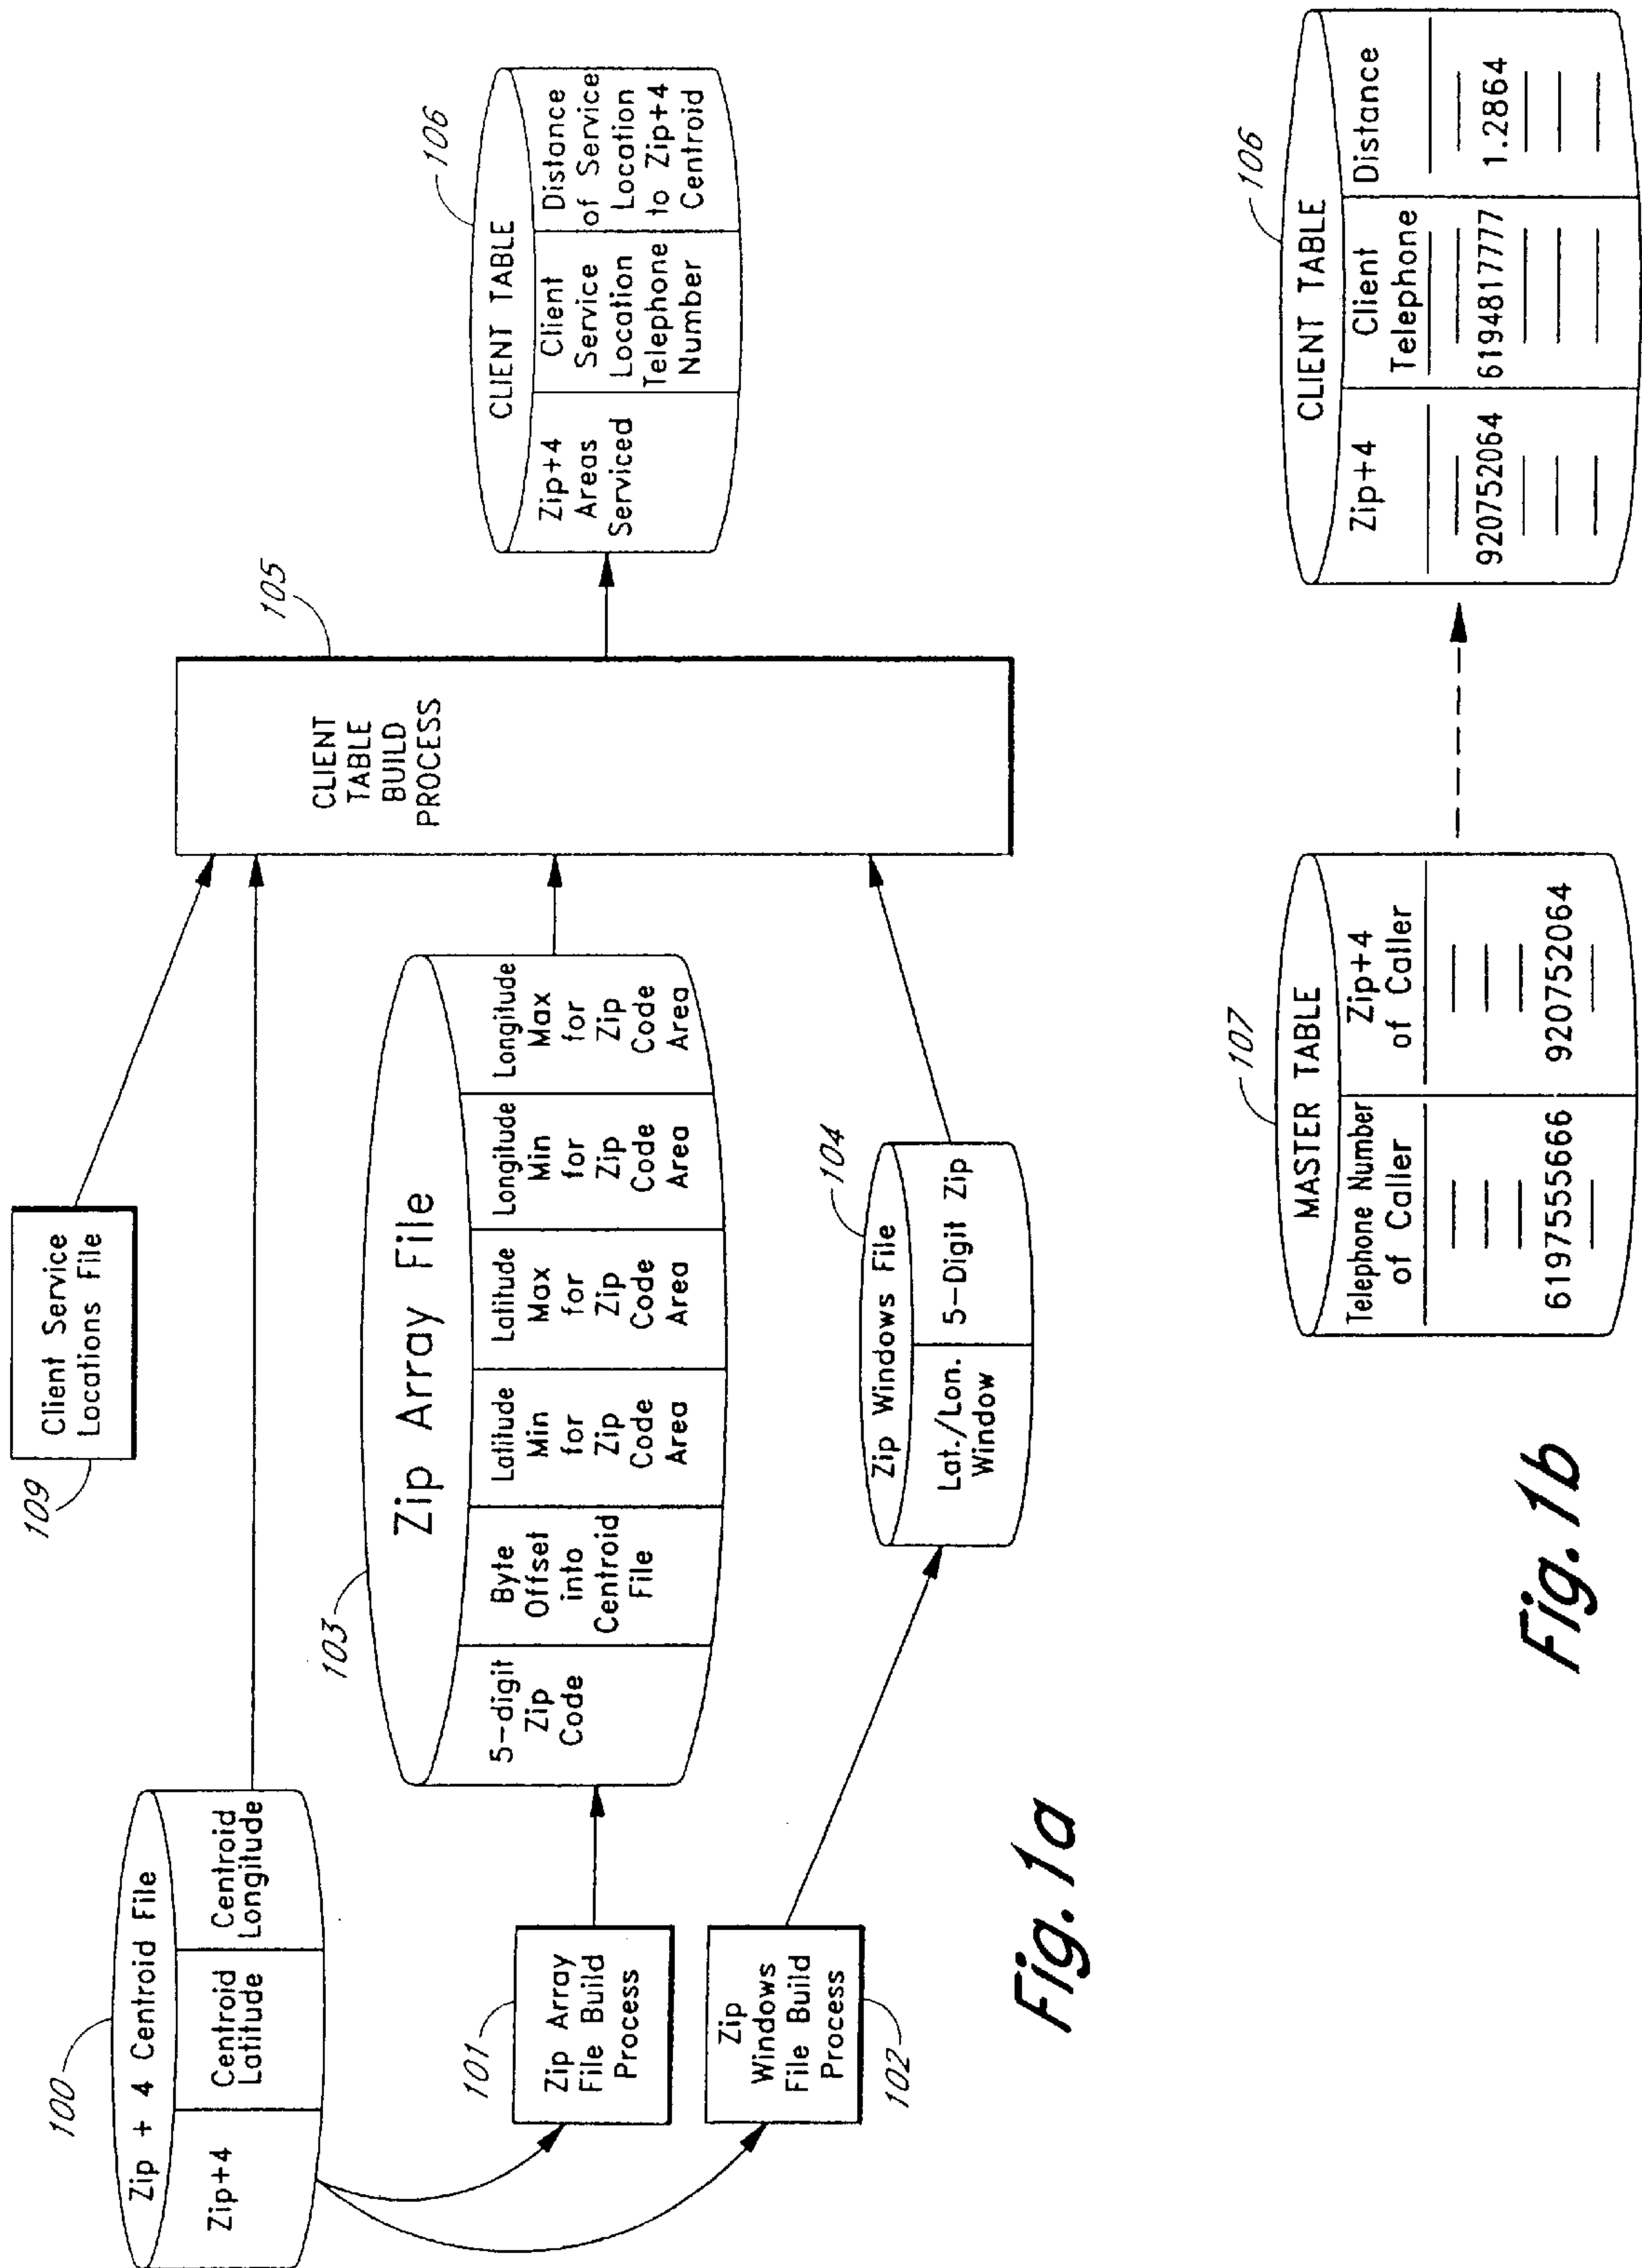 109
Client Service
Locations File
100
Zip + 4 Centroid File
Zip+4
Centroid
Latitude
Centroid
Longitude
101
Zip Array
File Build
Process
Zip
Windows
File Build
Process
102
103
Zip Array File
5-digit
Zip
Code
Byte
Offset
into
Centroid
File
Latitude
Min
for
Zip
Code
Area
Latitude
Max
for
Zip
Code
Area
Longitude
Min
for
Zip
Code
Area
Longitude
Max
for
Zip
Code
Area
104
Zip Windows File
Lat./Lon.
Window
5-Digit Zip
105
CLIENT
TABLE
BUILD
PROCESS
106
CLIENT TABLE
Zip+4
Areas
Serviced
Client
Service
Location
Telephone
Number
Distance
of Service
Location
to Zip+4
Centroid
Fig. 1a
107
MASTER TABLE
Telephone Number
of Caller
Zip+4
of Caller
6197555666
920752064
106
CLIENT TABLE
Zip+4
Client
Telephone
Distance
920752064
6194817777
1.2864
Fig. 1b